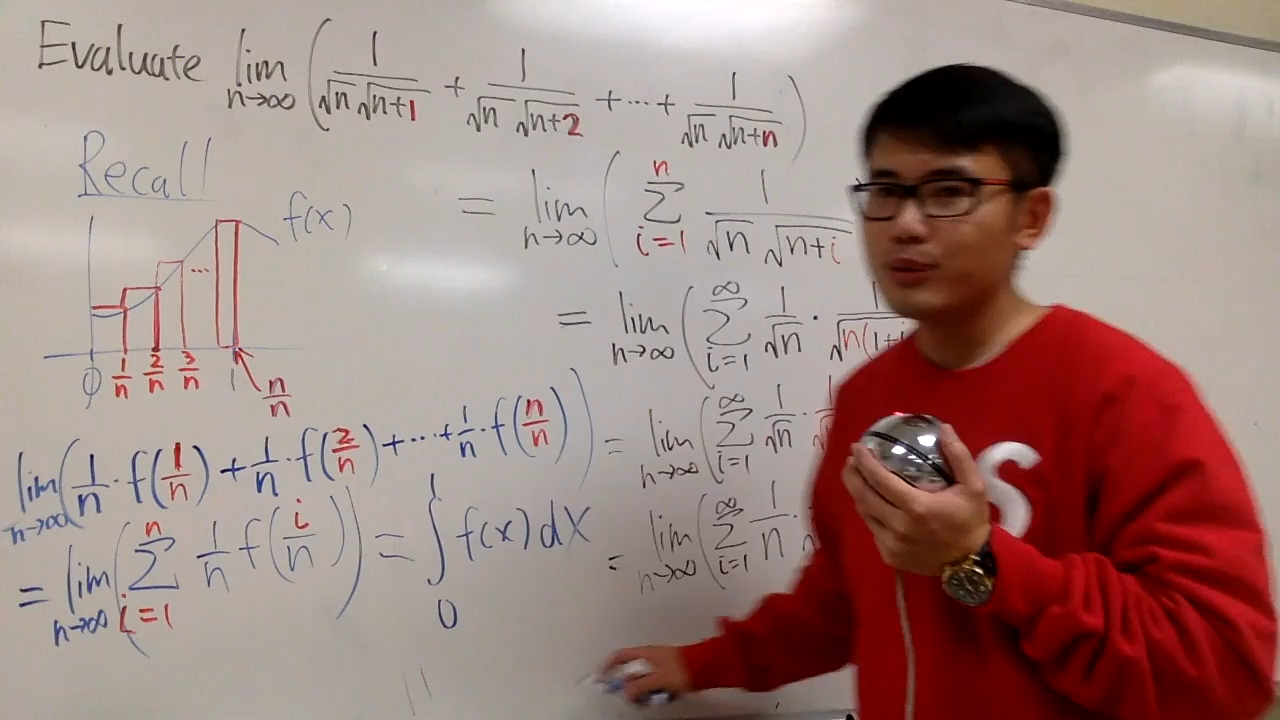 Evaluate lim n→∞ ( 1/(√n √n+1) + 1/(√n √n+2) + ... + 1/(√n √n+n) )
Recall
f(x)
0 1/n 2/n 3/n ... 1 n/n
lim n→∞ ( 1/n · f(1/n) + 1/n · f(2/n) + ... + 1/n · f(n/n) )
= lim n→∞ ( n Σ i=1 1/n f(i/n) ) = ∫ 0 1 f(x) dx
= lim n→∞ ( n Σ i=1 1/(√n √n+i
= lim n→∞ ( ∞ Σ i=1 1/√n · 1/√n(1+
= lim n→∞ ( ∞ Σ i=1 1/√n ·
= lim n→∞ ( ∞ Σ i=1 1/n ·
S